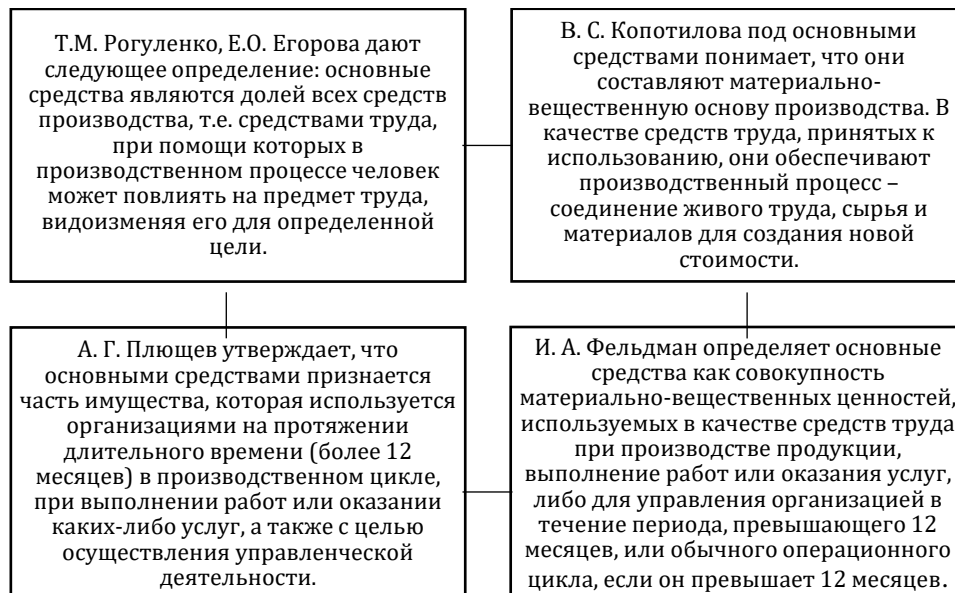 Т.М. Рогуленко, Е.О. Егорова дают
следующее определение: основные
средства являются долей всех средств
производства, т.е. средствами труда,
при помощи которых в
производственном процессе человек
может повлиять на предмет труда,
видоизменяя его для определенной
цели.
В. С. Копотилова под основными
средствами понимает, что они
составляют материально-
вещественную основу производства. В
качестве средств труда, принятых к
использованию, они обеспечивают
производственный процесс –
соединение живого труда, сырья и
материалов для создания новой
стоимости.
А. Г. Плющев утверждает, что
основными средствами признается
часть имущества, которая используется
организациями на протяжении
длительного времени (более 12
месяцев) в производственном цикле,
при выполнении работ или оказании
каких-либо услуг, а также с целью
осуществления управленческой
деятельности.
И. А. Фельдман определяет основные
средства как совокупность
материально-вещественных ценностей,
используемых в качестве средств труда
при производстве продукции,
выполнение работ или оказания услуг,
либо для управления организацией в
течение периода, превышающего 12
месяцев, или обычного операционного
цикла, если он превышает 12 месяцев.